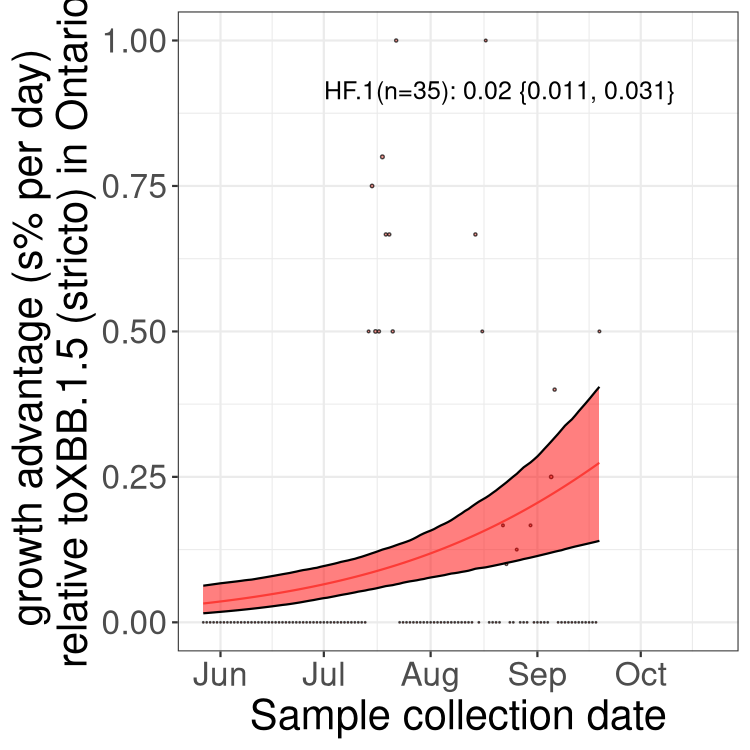 growth advantage (s% per day)
relative toXBB.1.5 (stricto) in Ontario
1.00
0.75
0.50
0.25
0.00
HF.1(n=35): 0.02 {0.011, 0.031}
Jun Jul Aug Sep Oct
Sample collection date